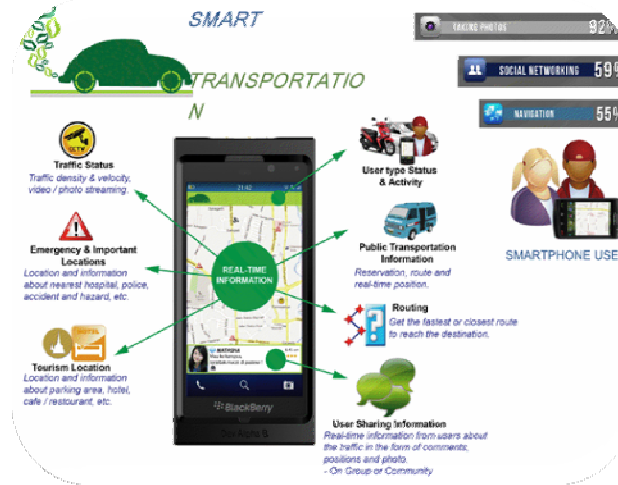 SMART
TRANSPORTATIO
N
TAKING PHOTOS 92%
SOCIAL NETWORKING 59%
NAVIGATION 55%
SMARTPHONE USE
CCTV
Traffic Status
Traffic density & velocity,
video / photo streaming.
Emergency & Important
Locations
Location and information
about nearest hospital, police,
accident and hazard, etc.
HOTEL
Tourism Location
Location and information
about parking area, hotel,
cafe / restourant, etc.
21:42
REAL-TIME
INFORMATION
BlackBerry
User type Status
& Activity
Public Transportation
Information
Reservation, route and
real-time position.
Routing
Get the fastest or closest route
to reach the destination.
User Sharing Information
Real-time information from users about
the traffic in the form of comments,
positions and photo.
- On Group or Community